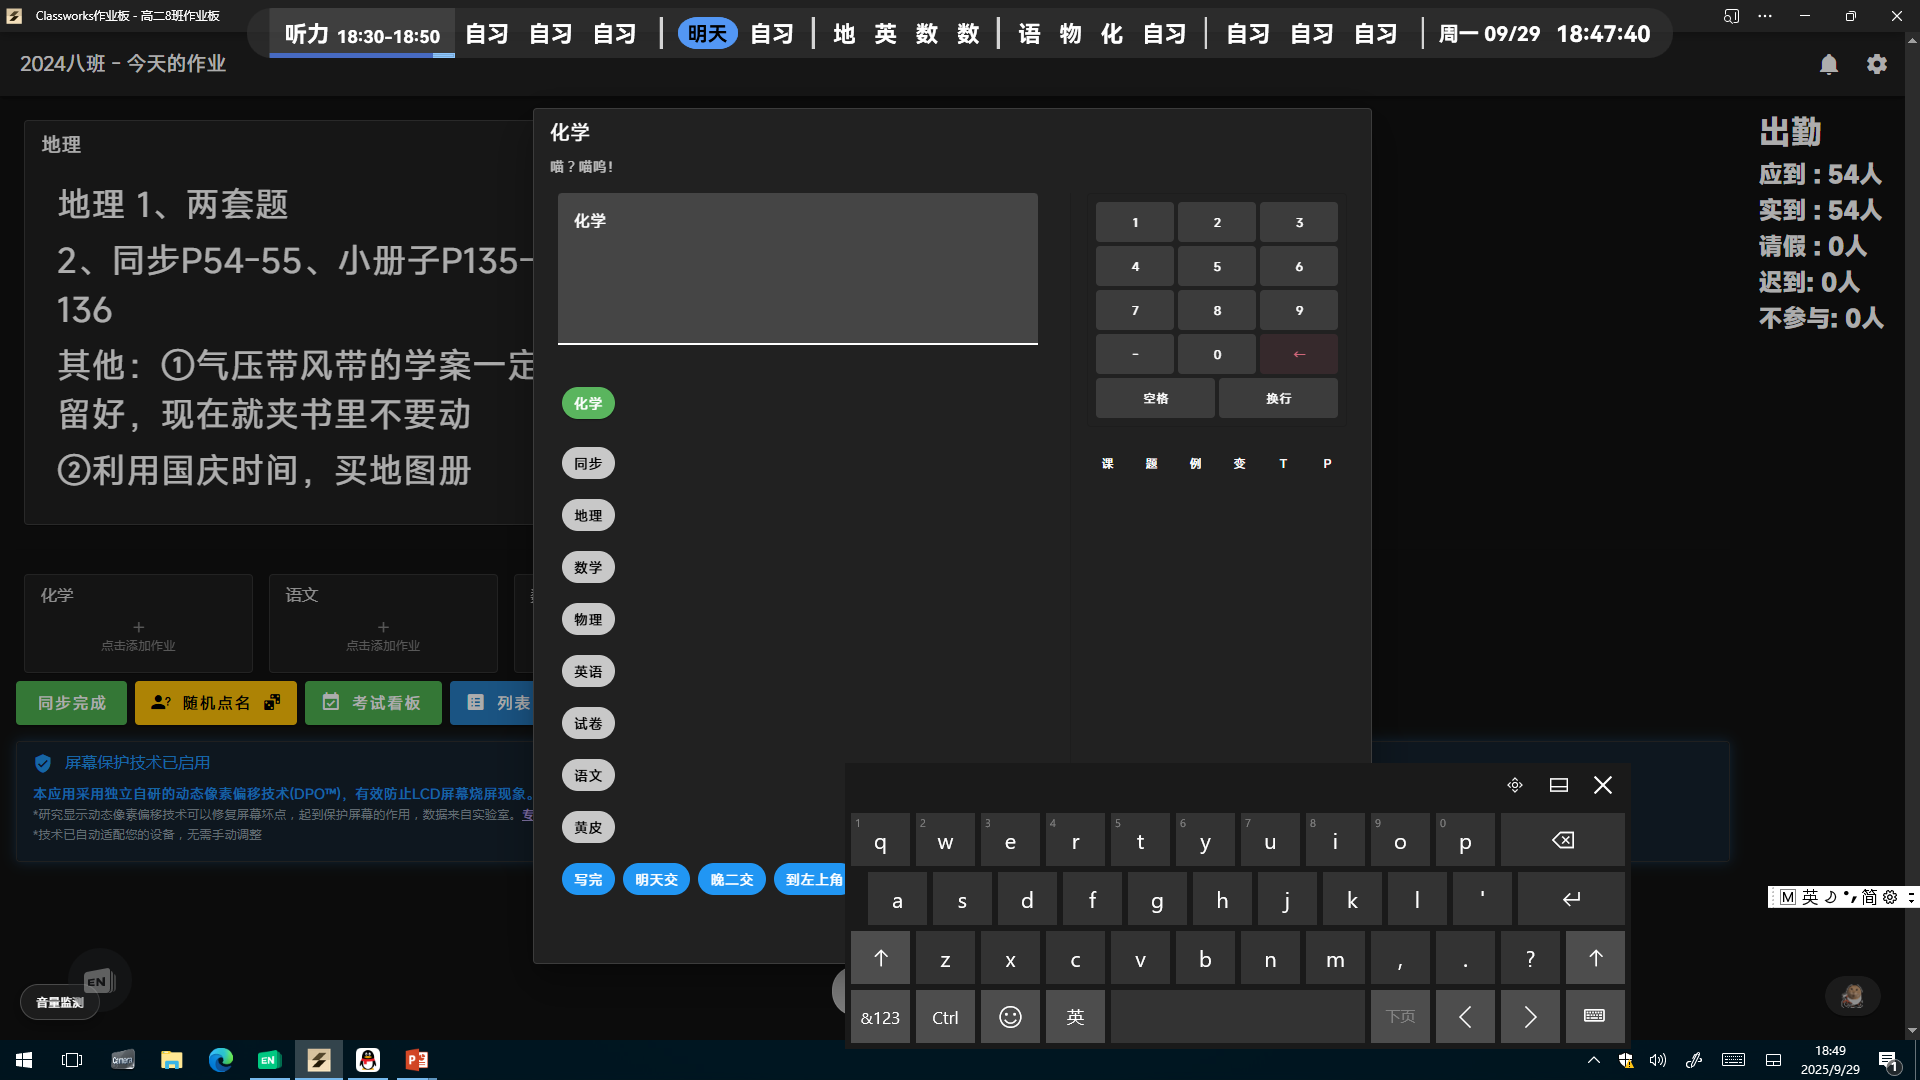 Classworks作业板 - 高二8班作业板
听力 18:30-18:50 自习 自习 自习 | 明天 自习 | 地 英 数 数 | 语 物 化 自习 | 自习 自习 自习 | 周一 09/29 18:47:40
2024八班 - 今天的作业
地理
地理 1、两套题
2、同步P54-55、小册子P135-
136
其他：①气压带风带的学案一定
留好，现在就夹书里不要动
②利用国庆时间，买地图册
化学
+
点击添加作业
语文
+
点击添加作业
同步完成
随机点名
考试看板
列表
屏幕保护技术已启用
本应用采用独立自研的动态像素偏移技术(DPO™)，有效防止LCD屏幕烧屏现象。
*研究显示动态像素偏移技术可以修复屏幕坏点，起到保护屏幕的作用，数据来自实验室。专
*技术已自动适配您的设备，无需手动调整
化学
喵？喵呜！
化学
化学
同步
地理
数学
物理
英语
试卷
语文
黄皮
写完 明天交 晚二交 到左上角
1 2 3
4 5 6
7 8 9
- 0 ←
空格 换行
课 题 例 变 T P
出勤
应到 : 54人
实到 : 54人
请假 : 0人
迟到: 0人
不参与: 0人
1 2 3 4 5 6 7 8 9 0
q w e r t y u i o p
a s d f g h j k l '
z x c v b n m , . ?
&123 Ctrl 英 下页
M 英 简
EN
音量监测
EN
18:49
2025/9/29
1